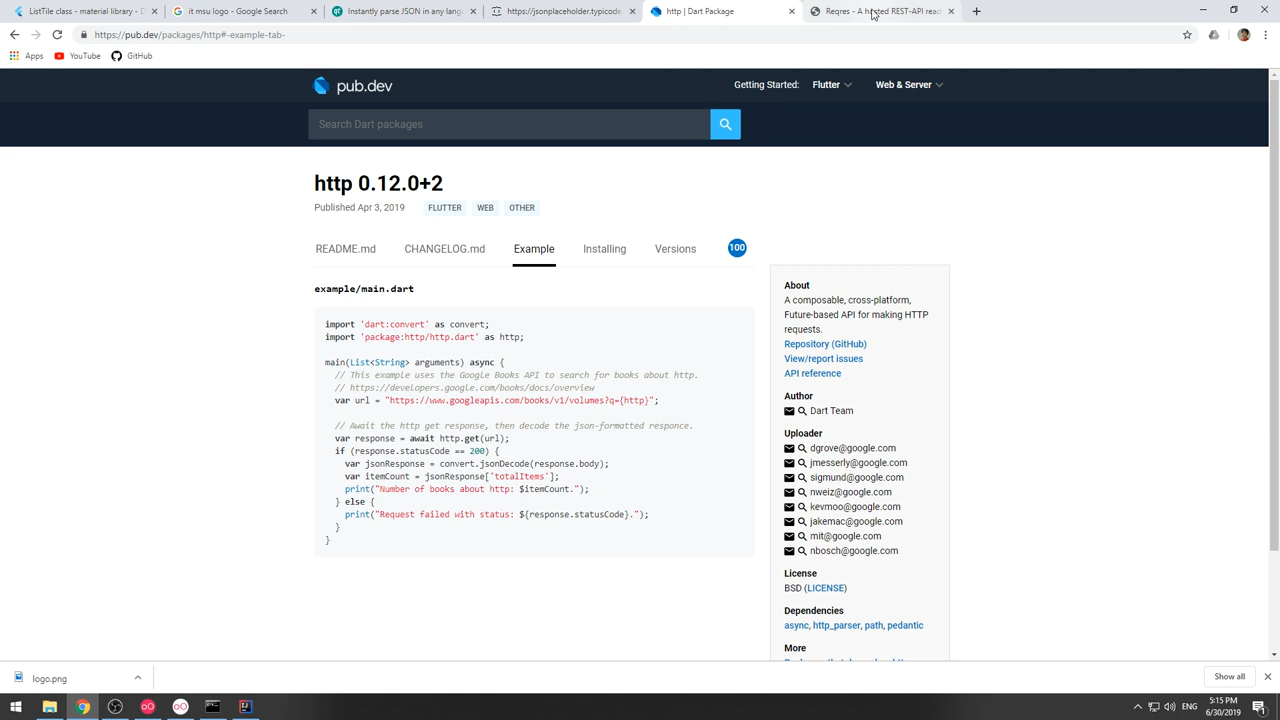 ListTile class - material library - D
it msu logo - Google Search
Instantly parse JSON in any lang
https://jsonplaceholder.typicode
http | Dart Package
Reqres - A hosted REST-API read
https://pub.dev/packages/http#-example-tab-
Apps YouTube GitHub
pub.dev
Getting Started: Flutter Web & Server
Search Dart packages
http 0.12.0+2
Published Apr 3, 2019 FLUTTER WEB OTHER
README.md CHANGELOG.md Example Installing Versions 100
example/main.dart
import 'dart:convert' as convert;
import 'package:http/http.dart' as http;
main(List<String> arguments) async {
// This example uses the Google Books API to search for books about http.
// https://developers.google.com/books/docs/overview
var url = "https://www.googleapis.com/books/v1/volumes?q={http}";
// Await the http get response, then decode the json-formatted responce.
var response = await http.get(url);
if (response.statusCode == 200) {
var jsonResponse = convert.jsonDecode(response.body);
var itemCount = jsonResponse['totalItems'];
print("Number of books about http: $itemCount.");
} else {
print("Request failed with status: ${response.statusCode}.");
}
}
About
A composable, cross-platform,
Future-based API for making HTTP
requests.
Repository (GitHub)
View/report issues
API reference
Author
Dart Team
Uploader
dgrove@google.com
jmesserly@google.com
sigmund@google.com
nweiz@google.com
kevmoo@google.com
jakemac@google.com
mit@google.com
nbosch@google.com
License
BSD (LICENSE)
Dependencies
async, http_parser, path, pedantic
More
logo.png
Show all
ENG
5:15 PM
6/30/2019